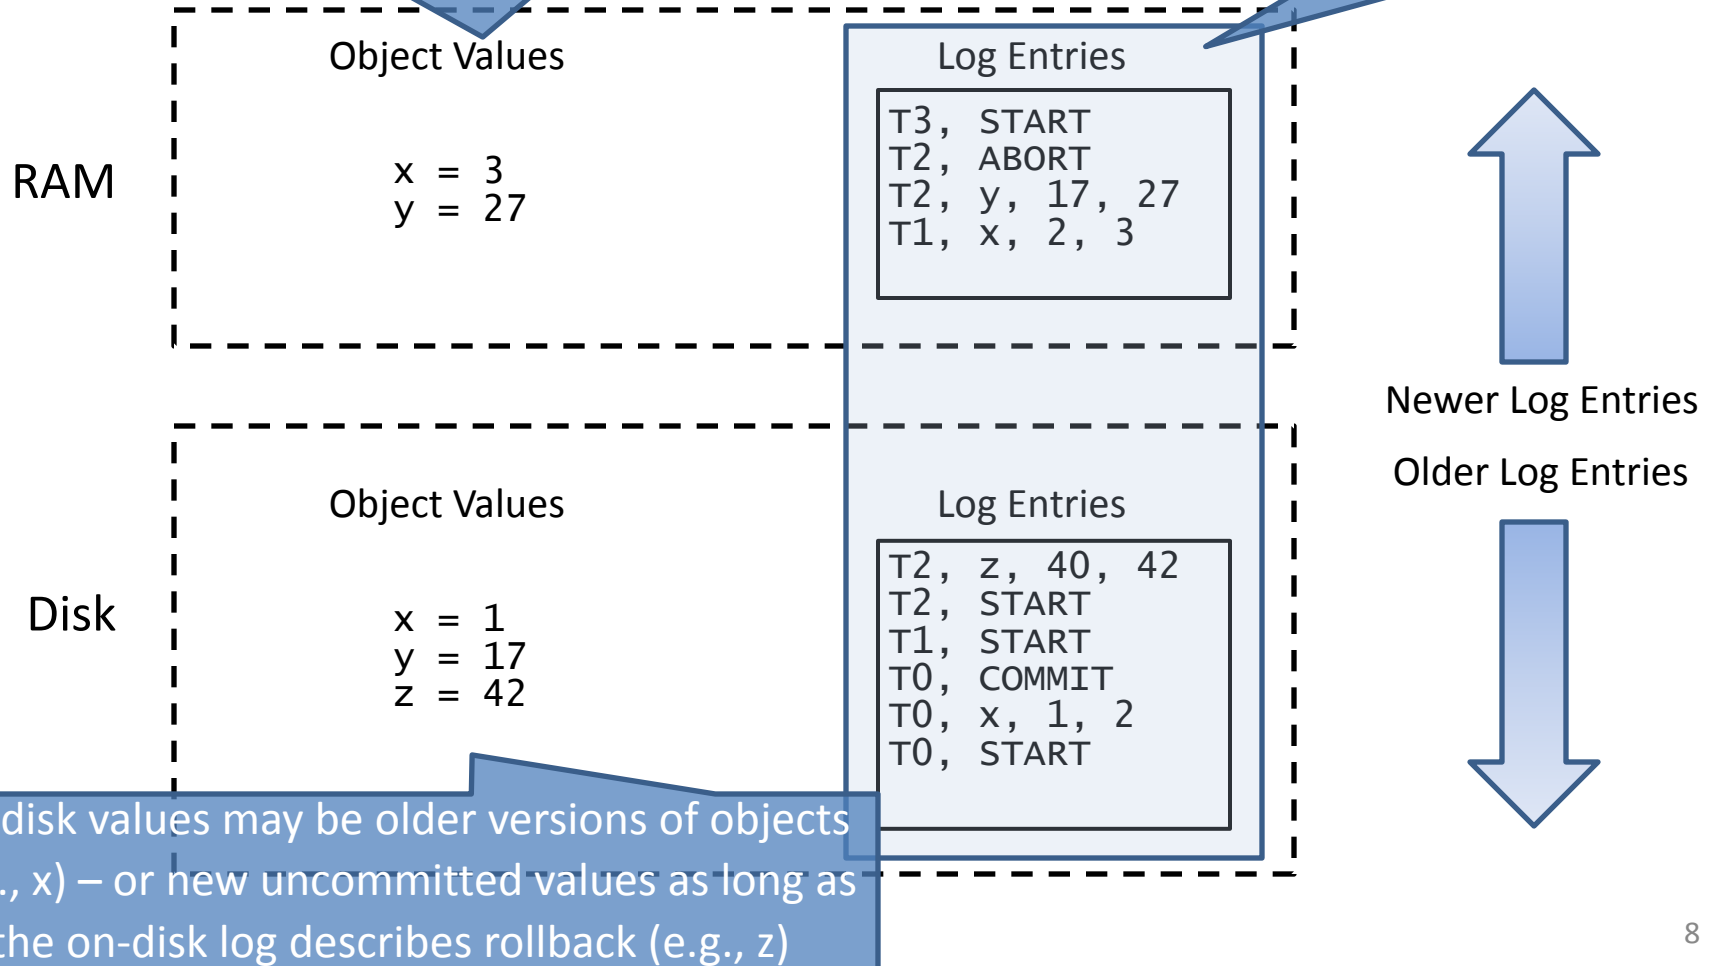 Object Values
Log Entries
RAM
x = 3
y = 27
T3, START
T2, ABORT
T2, y, 17, 27
T1, x, 2, 3
Newer Log Entries
Older Log Entries
Object Values
Log Entries
Disk
x = 1
y = 17
z = 42
T2, z, 40, 42
T2, START
T1, START
T0, COMMIT
T0, x, 1, 2
T0, START
disk values may be older versions of objects
., x) – or new uncommitted values as long as
the on-disk log describes rollback (e.g., z)
8